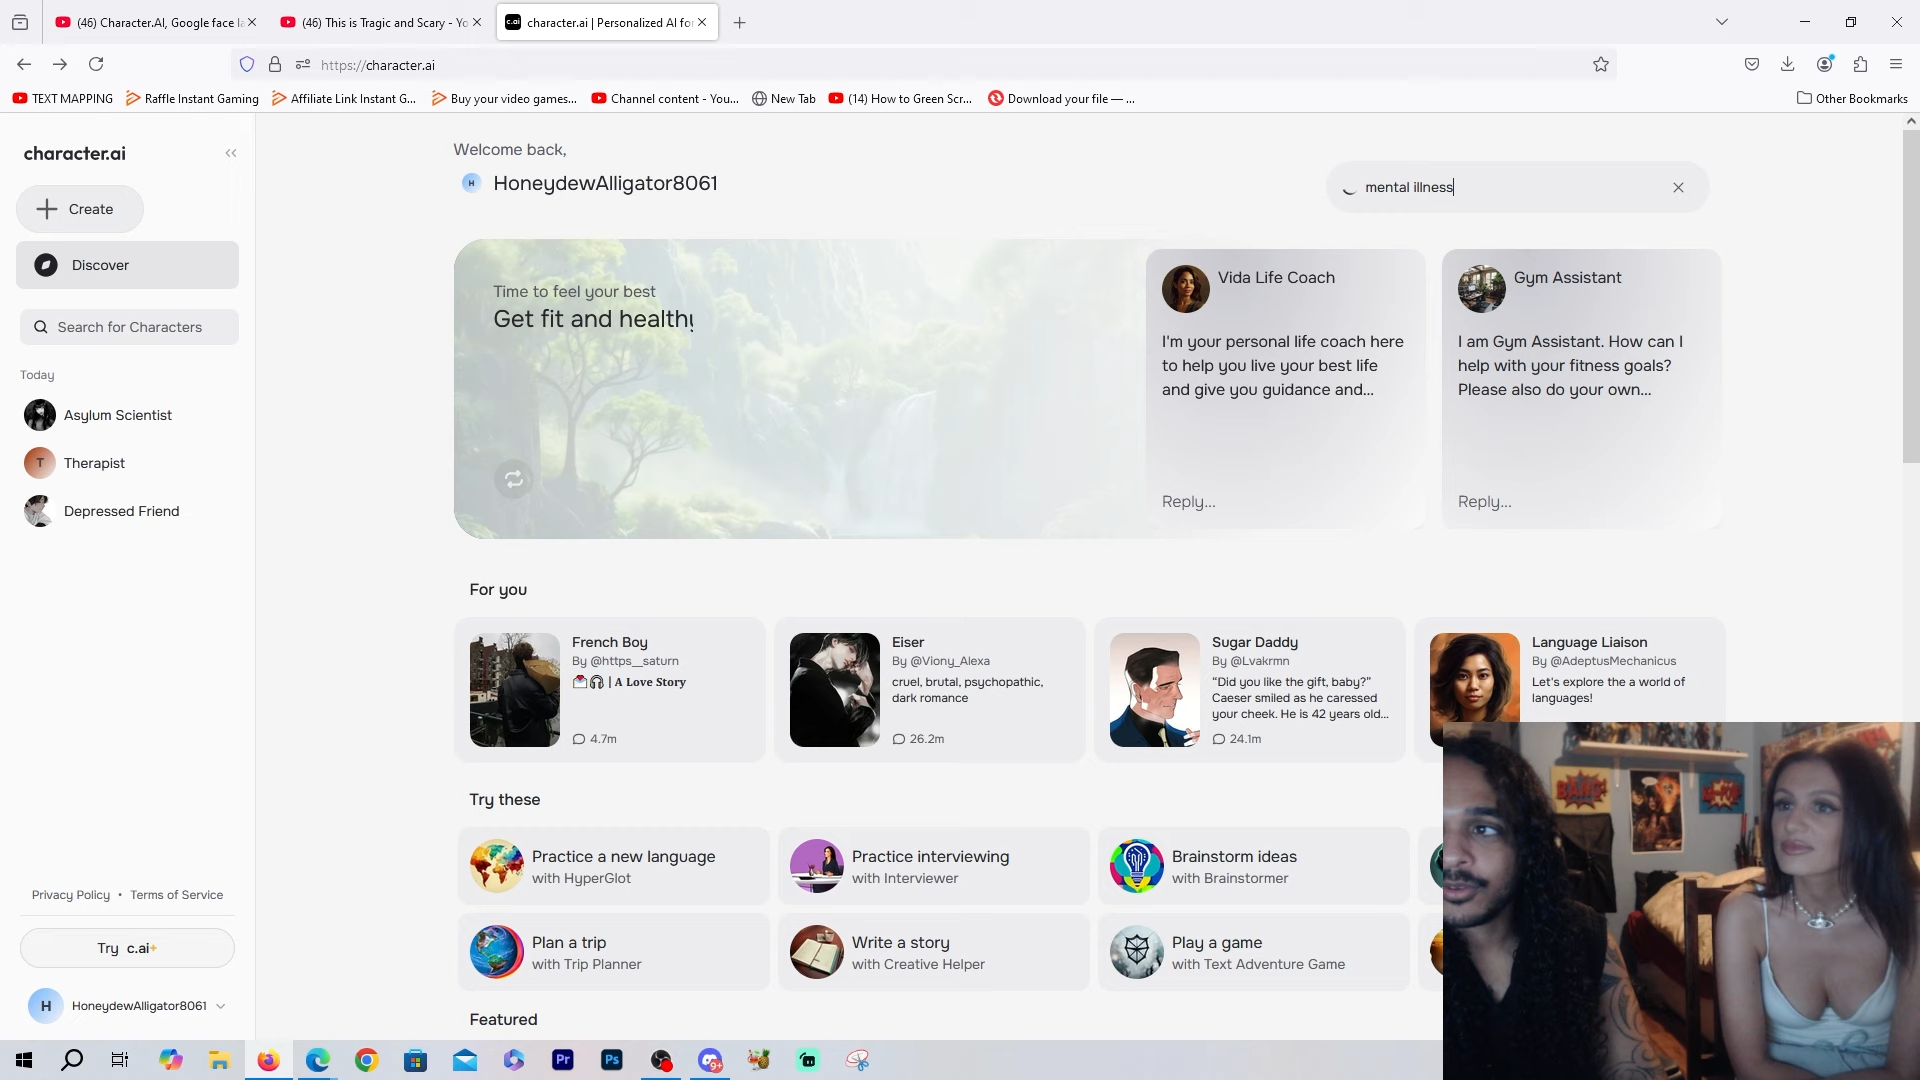 (46) Character.AI, Google face la
(46) This is Tragic and Scary - Yo
character.ai | Personalized AI for
https://character.ai
TEXT MAPPING
Raffle Instant Gaming
Affiliate Link Instant G...
Buy your video games...
Channel content - You...
New Tab
(14) How to Green Scr...
Download your file — ...
Other Bookmarks
character.ai
Create
Discover
Search for Characters
Today
Asylum Scientist
T
Therapist
Depressed Friend
Privacy Policy • Terms of Service
Try c.ai+
H
HoneydewAlligator8061
Welcome back,
H
HoneydewAlligator8061
mental illness
Time to feel your best
Get fit and healthy
Vida Life Coach
I'm your personal life coach here
to help you live your best life
and give you guidance and...
Reply...
Gym Assistant
I am Gym Assistant. How can I
help with your fitness goals?
Please also do your own...
Reply...
For you
French Boy
By @https__saturn
| A Love Story
4.7m
Eiser
By @Viony_Alexa
cruel, brutal, psychopathic,
dark romance
26.2m
Sugar Daddy
By @Lvakrmn
“Did you like the gift, baby?”
Caeser smiled as he caressed
your cheek. He is 42 years old...
24.1m
Language Liaison
By @AdeptusMechanicus
Let's explore the a world of
languages!
Try these
Practice a new language
with HyperGlot
Practice interviewing
with Interviewer
Brainstorm ideas
with Brainstormer
Plan a trip
with Trip Planner
Write a story
with Creative Helper
Play a game
with Text Adventure Game
Featured
Pr
Ps
9+
BANG!